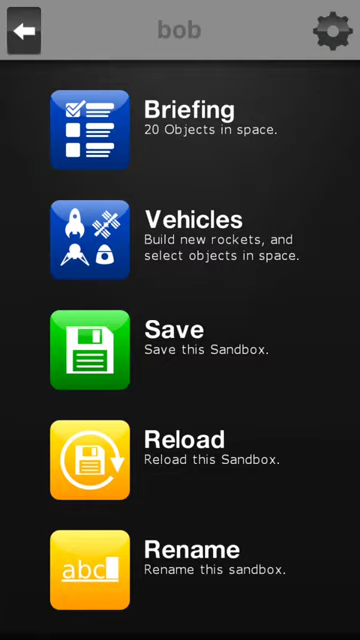 bob
Briefing
20 Objects in space.
Vehicles
Build new rockets, and
select objects in space.
Save
Save this Sandbox.
Reload
Reload this Sandbox.
abc
Rename
Rename this sandbox.